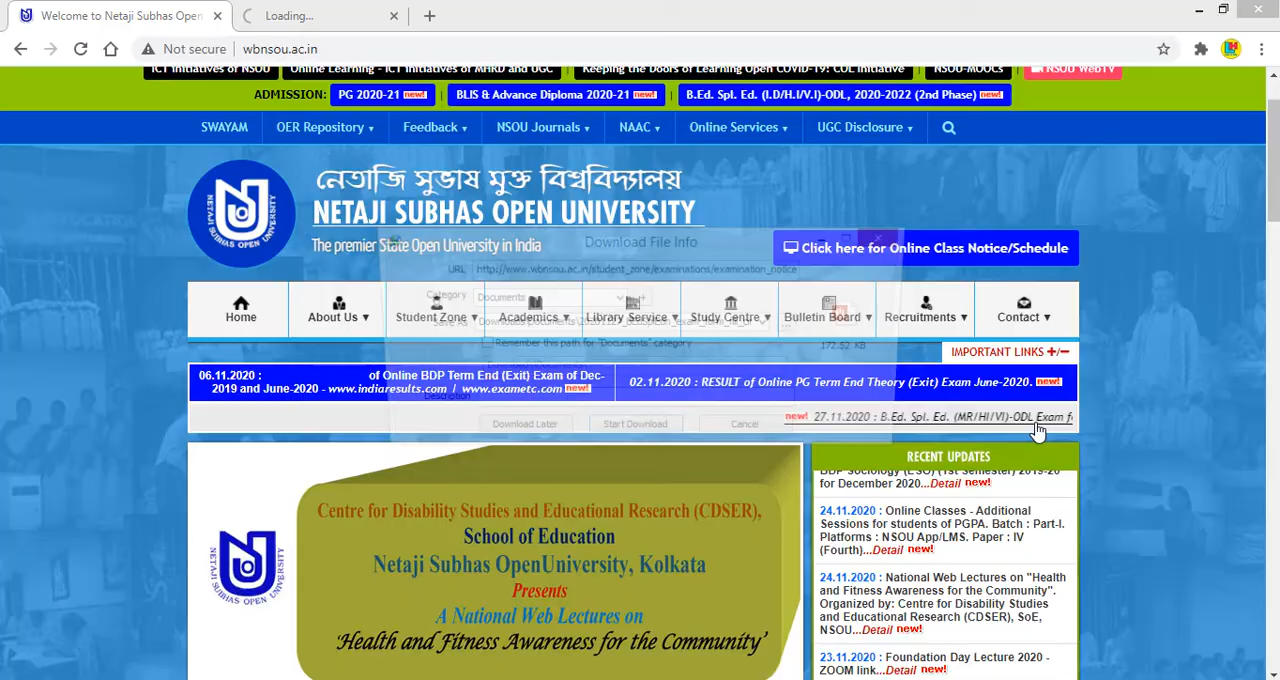 Welcome to Netaji Subhas Open
Loading...
Not secure
wbnsou.ac.in
ICT Initiatives of NSOU
Online Learning - ICT Initiatives of MHRD and UGC
Keeping the Doors of Learning Open COVID-19: COL Initiative
NSOU-MOOCs
NSOU WebTV
ADMISSION: PG 2020-21 new! | BLIS & Advance Diploma 2020-21 new! | B.Ed. Spl. Ed. (I.D/H.I/V.I)-ODL, 2020-2022 (2nd Phase) new!
SWAYAM OER Repository Feedback NSOU Journals NAAC Online Services UGC Disclosure
নেতাজি সুভাষ মুক্ত বিশ্ববিদ্যালয়
NETAJI SUBHAS OPEN UNIVERSITY
NETAJI SUBHAS OPEN UNIVERSITY
The premier State Open University in India
Download File Info
Click here for Online Class Notice/Schedule
URL http://www.wbnsou.ac.in/student_zone/examinations/examination_notice
Category Documents
Home About Us Student Zone Academics Library Service Study Centre Bulletin Board Recruitments Contact
Remember this path for "Documents" category
172.52 KB
IMPORTANT LINKS +/−
06.11.2020 : of Online BDP Term End (Exit) Exam of Dec-
2019 and June-2020 - www.indiaresults.com / www.exametc.com new!
02.11.2020 : RESULT of Online PG Term End Theory (Exit) Exam June-2020. new!
Description
new! 27.11.2020 : B.Ed. Spl. Ed. (MR/HI/VI)-ODL Exam f
Download Later Start Download Cancel
Centre for Disability Studies and Educational Research (CDSER),
School of Education
Netaji Subhas OpenUniversity, Kolkata
Presents
A National Web Lectures on
'Health and Fitness Awareness for the Community'
NETAJI SUBHAS OPEN UNIVERSITY
RECENT UPDATES
BDP Sociology (ESO) (1st Semester) 2019-20
for December 2020...Detail new!
24.11.2020 : Online Classes - Additional
Sessions for students of PGPA. Batch : Part-I.
Platforms : NSOU App/LMS. Paper : IV
(Fourth)...Detail new!
24.11.2020 : National Web Lectures on "Health
and Fitness Awareness for the Community".
Organized by: Centre for Disability Studies
and Educational Research (CDSER), SoE,
NSOU...Detail new!
23.11.2020 : Foundation Day Lecture 2020 -
ZOOM link...Detail new!